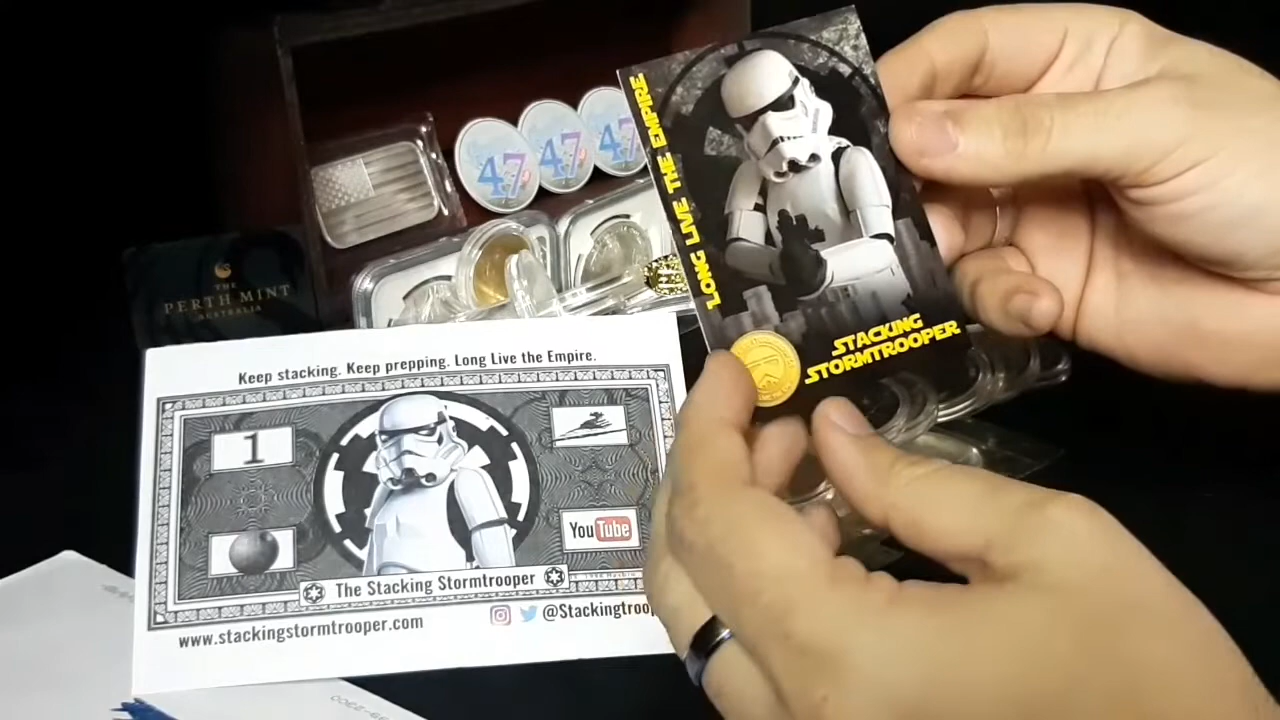 47
47
47
THE
PERTH MINT
AUSTRALIA
LONG LIVE THE EMPIRE
STACKING
STORMTROOPER
Keep stacking. Keep prepping. Long Live the Empire.
1
YouTube
The Stacking Stormtrooper
www.stackingstormtrooper.com
@Stackingtroop